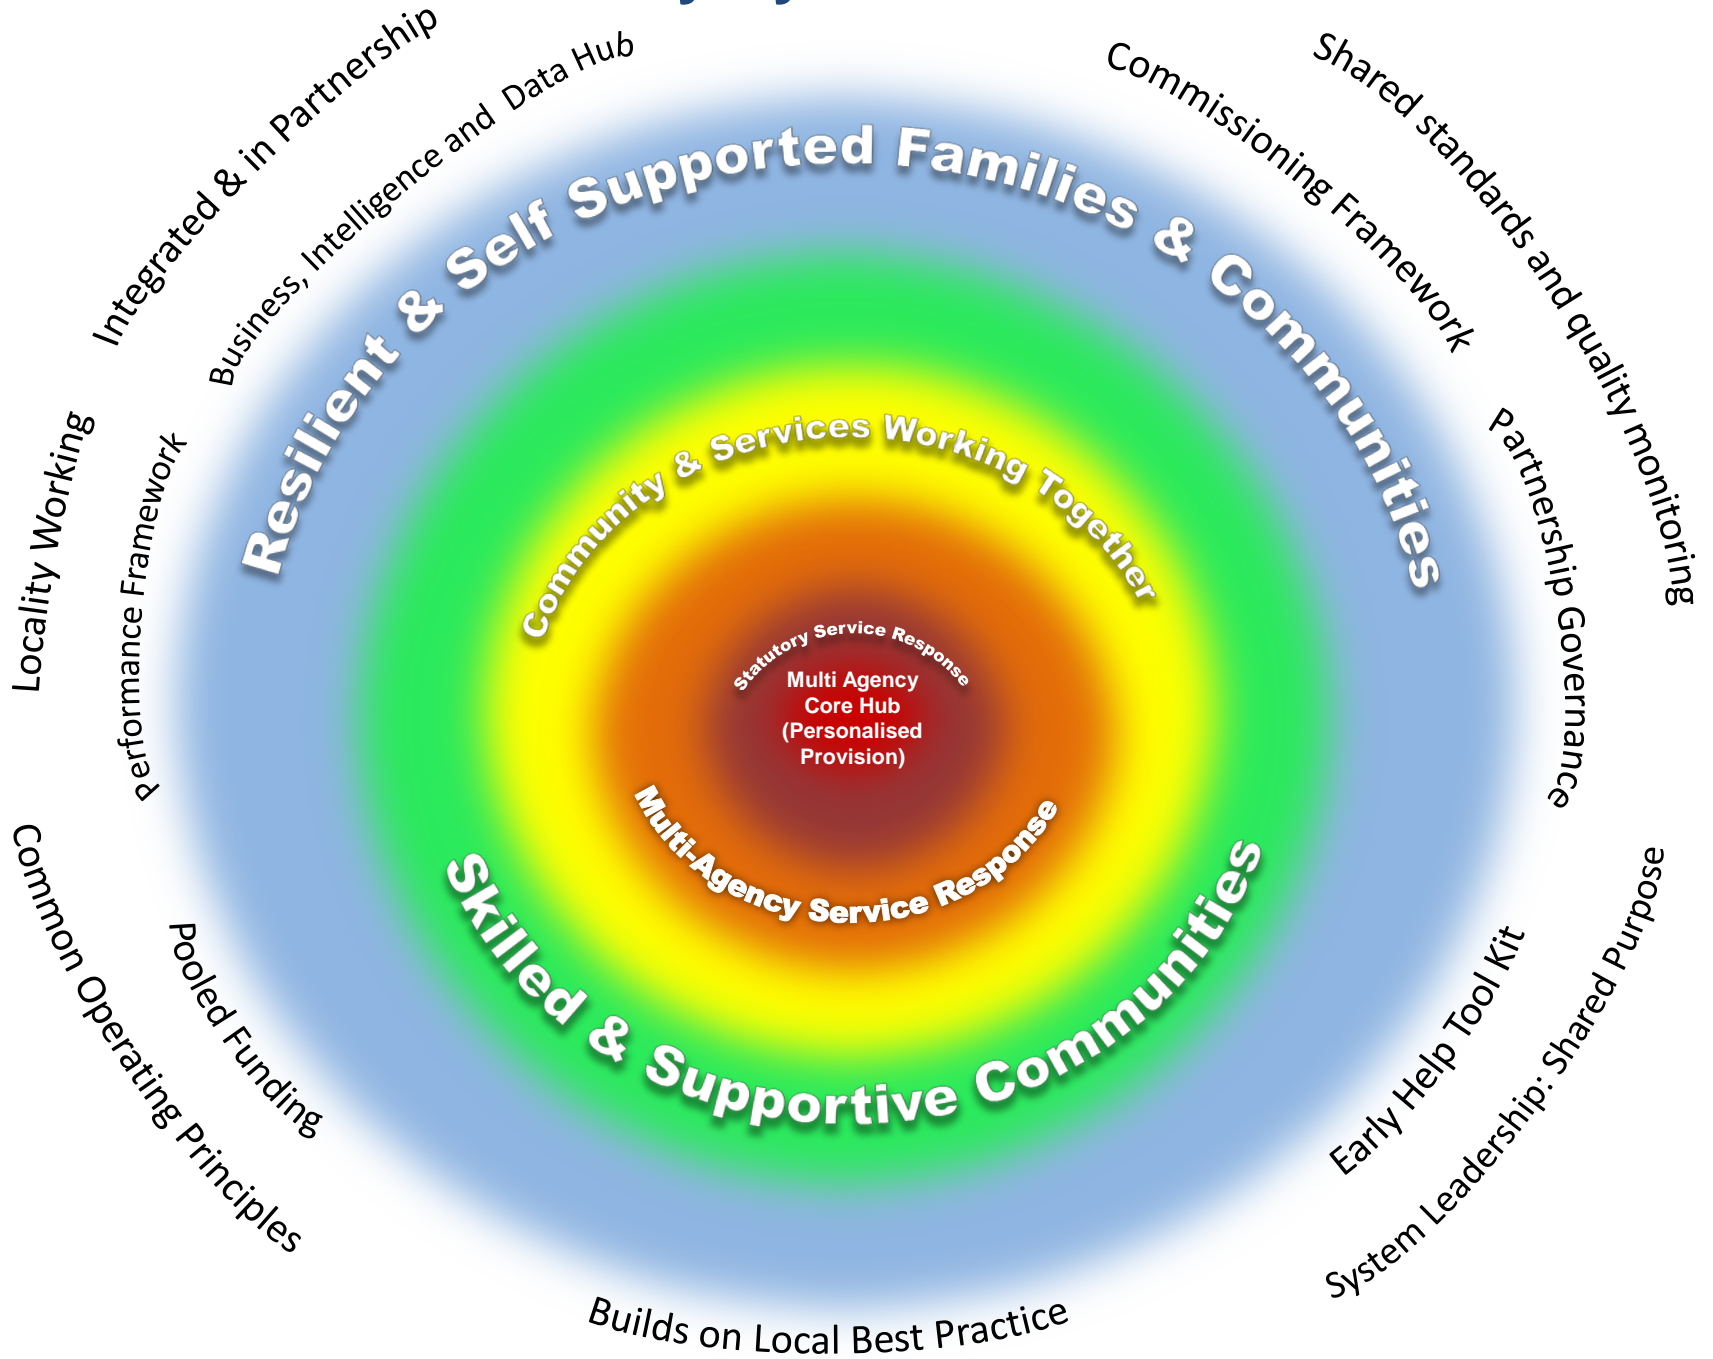 Integrated & in Partnership
Business, Intelligence and Data Hub
Commissioning Framework
Shared standards and quality monitoring
Resilient & Self Supported Families & Communities
Locality Working
Performance Framework
Partnership Governance
Community & Services Working Together
Statutory Service Response
Multi Agency
Core Hub
(Personalised
Provision)
Multi-Agency Service Response
Skilled & Supportive Communities
Common Operating Principles
Pooled Funding
Early Help Tool Kit
System Leadership: Shared Purpose
Builds on Local Best Practice